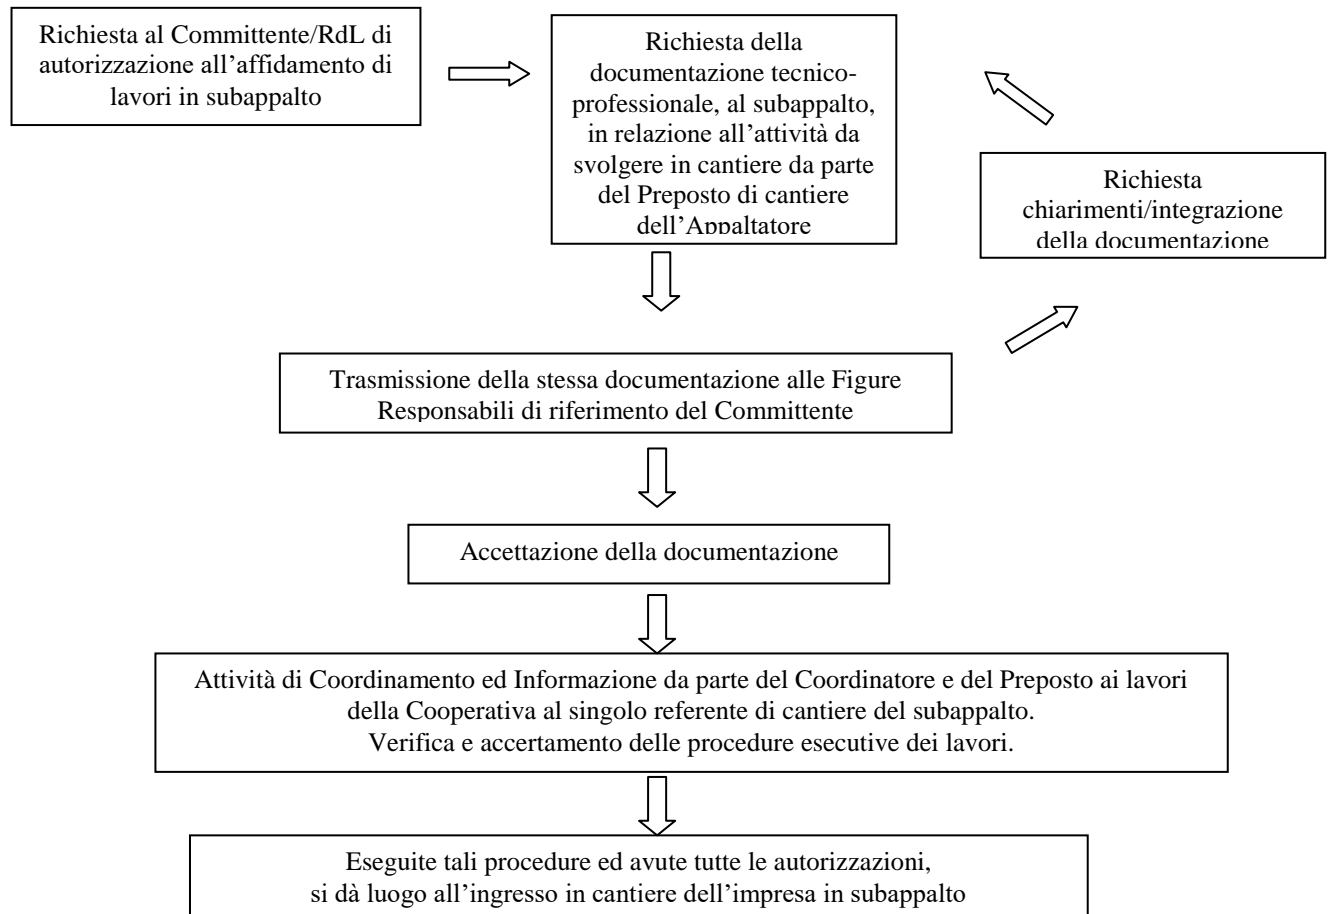 Richiesta al Committente/RdL di
autorizzazione all’affidamento di
lavori in subappalto
Richiesta della
documentazione tecnico-
professionale, al subappalto,
in relazione all’attività da
svolgere in cantiere da parte
del Preposto di cantiere
dell’Appaltatore
Richiesta
chiarimenti/integrazione
della documentazione
Trasmissione della stessa documentazione alle Figure
Responsabili di riferimento del Committente
Accettazione della documentazione
Attività di Coordinamento ed Informazione da parte del Coordinatore e del Preposto ai lavori
della Cooperativa al singolo referente di cantiere del subappalto.
Verifica e accertamento delle procedure esecutive dei lavori.
Eseguite tali procedure ed avute tutte le autorizzazioni,
si dà luogo all’ingresso in cantiere dell’impresa in subappalto